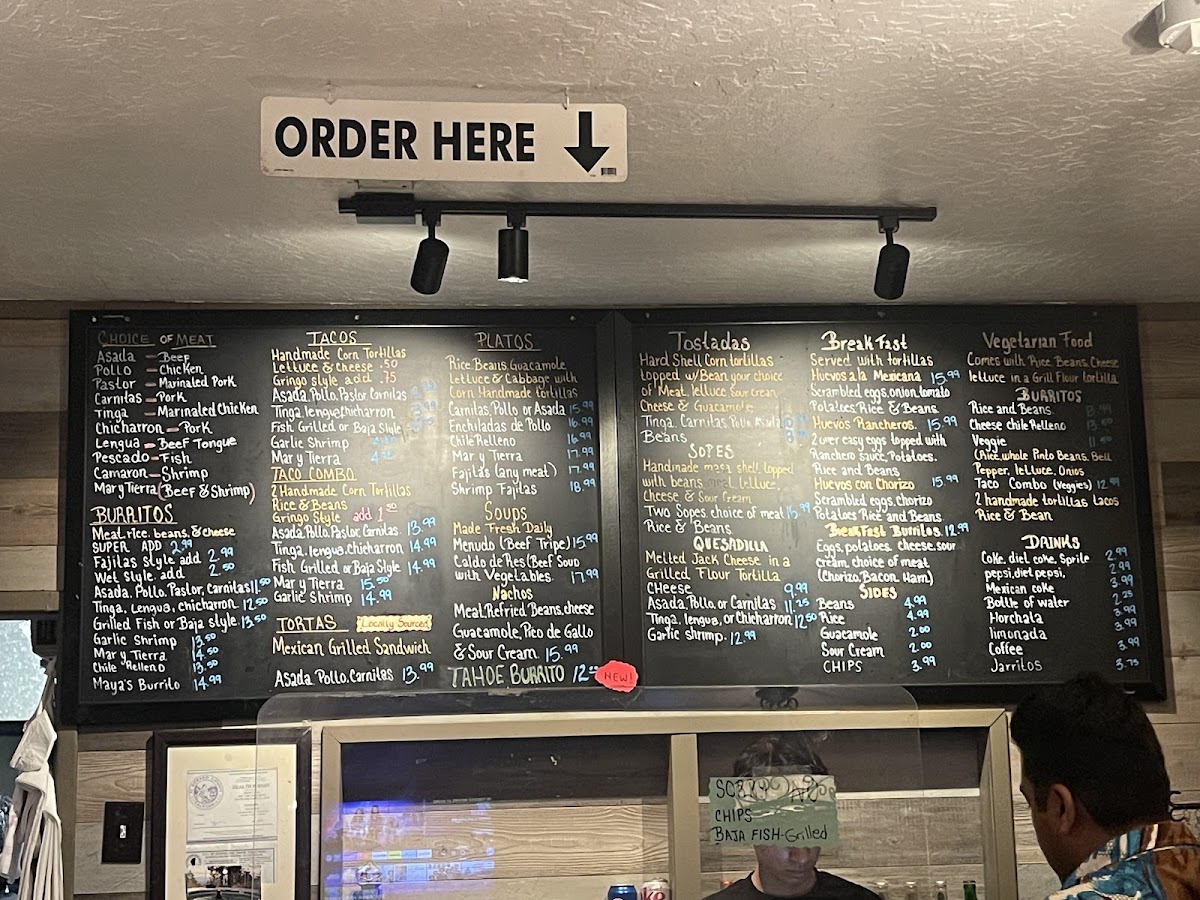 ORDER HERE
CHOICE OF MEAT
Asada - Beef
Pollo - Chicken
Pastor - Marinated Pork
Carnitas - Pork
Tinga - Marinated Chicken
Chicharron - Pork
Lengua - Beef Tongue
Pescado - Fish
Camaron - Shrimp
Mar y Tierra (Beef & Shrimp)
BURRITOS
Meat, rice, beans, & cheese
SUPER ADD 2.99
Fajitas style add 2.99
Wet style add 2.50
Asada, Pollo, Pastor, Carnitas 11.50
Tinga, Lengua, chicharron 12.50
Grilled Fish or Baja style 13.50
Garlic Shrimp 13.50
Mar y Tierra 14.50
Chile Relleno 13.50
Maya's Burrito 14.99
TACOS
Handmade Corn Tortillas
Lettuce & cheese .50
Gringo style add .75
Asada, Pollo, Pastor, Carnitas
Tinga, lengua, Chicharron
Fish Grilled or Baja Style
Garlic Shrimp
Mar y Tierra
TACO COMBO
2 Handmade Corn Tortillas
Rice & Beans
Gringo Style add 1.50
Asada, Pollo, Pastor, Carnitas 13.99
Tinga, lengua, Chicharron 14.99
Fish Grilled or Baja Style 14.99
Mar y Tierra 15.50
Garlic Shrimp 14.99
TORTAS Locally Sourced
Mexican Grilled Sandwich
Asada, Pollo, Carnitas 13.99
PLATOS
Rice, Beans Guacamole
Lettuce & Cabbage with
Corn Handmade tortillas
Carnitas, Pollo or Asada 15.99
Enchiladas de Pollo 16.99
Chile Relleno 16.99
Mar y Tierra 17.99
Fajitas (any meat) 17.99
Shrimp Fajitas 18.99
SOUPS
Made Fresh Daily
Menudo (Beef Tripe) 15.99
Caldo de Res (Beef Soup
with Vegetables 17.99
Nachos
Meat, Refried Beans, cheese
Guacamole, Pico de Gallo
& Sour Cream 15.99
TAHOE BURRITO 12
NEW!
Tostadas
Hard Shell Corn tortillas
topped w/Bean your choice
of Meat, lettuce Sour cream
Cheese & Guacamole
Tinga, Carnitas, Pollo, Asada
Beans
SOPES
Handmade masa shell, topped
with beans, meat, lettuce,
Cheese & Sour Cream
Two Sopes choice of meat 15.99
Rice & Beans
QUESADILLA
Melted Jack Cheese in a
Grilled Flour Tortilla
Cheese 9.99
Asada, Pollo, or Carnitas 11.25
Tinga, lengua, or Chicharron 12.50
Garlic shrimp. 12.99
BreakFast
Served with tortillas
Huevos a la Mexicana 15.99
Scrambled eggs, onion, tomato
Potatoes Rice & Beans
Huevos Rancheros. 15.99
2 over easy eggs topped with
Ranchero sauce, Potatoes.
Rice and Beans
Huevos con Chorizo 15.99
Scrambled eggs, Chorizo
Potatoes Rice and Beans
BreakFast Burritos 12.99
Eggs, potatoes, cheese, sour
cream choice of meat
(Chorizo, Bacon, Ham)
SIDES
Beans 4.99
Rice 4.99
Guacamole 2.00
Sour Cream 2.00
CHIPS 3.99
Vegetarian Food
Comes with Rice, Beans, Cheese
lettuce in a Grill Flour tortilla
BURRITOS
Rice and Beans
Cheese chile Relleno
Veggie
(Rice, whole Pinto Beans, Bell
Pepper, lettuce, Onios
Taco Combo (Veggies) 12.99
2 handmade tortillas tacos
Rice & Bean
DRINKS
Coke, diet coke, Sprite 2.99
pepsi, diet pepsi, 2.99
Mexican coke 3.99
Bottle of water 2.25
Horchata 3.99
limonada 3.99
Coffee 3.99
Jarritos 3.75
SORRY NO
CHIPS
BAJA FISH-Grilled